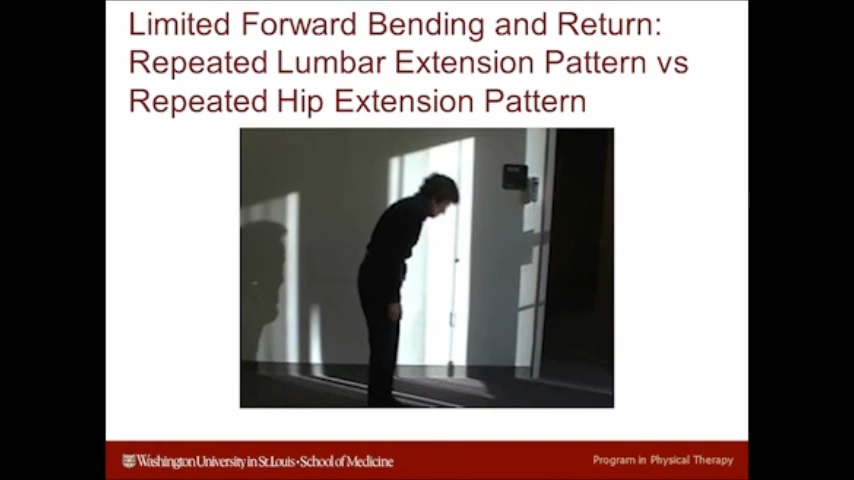 Limited Forward Bending and Return:
Repeated Lumbar Extension Pattern vs
Repeated Hip Extension Pattern
Washington University in St. Louis • School of Medicine
Program in Physical Therapy